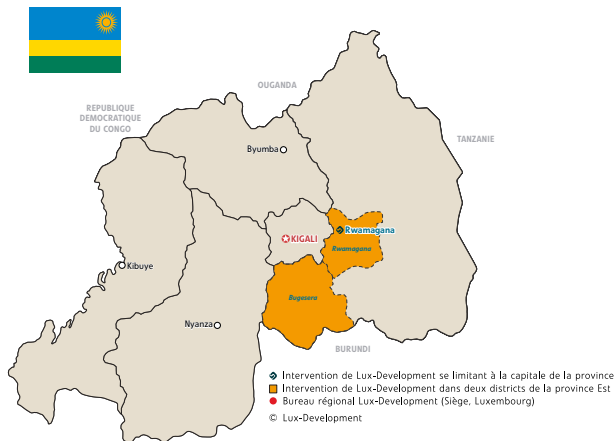 OUGANDA
REPUBLIQUE
DEMOCRATIQUE
DU CONGO
TANZANIE
Byumba
Rwamagana
KIGALI
Rwamagana
Kibuye
Bugesera
Nyanza
BURUNDI
Intervention de Lux-Development se limitant à la capitale de la province
Intervention de Lux-Development dans deux districts de la province Est
Bureau régional Lux-Development (Siège, Luxembourg)
© Lux-Development